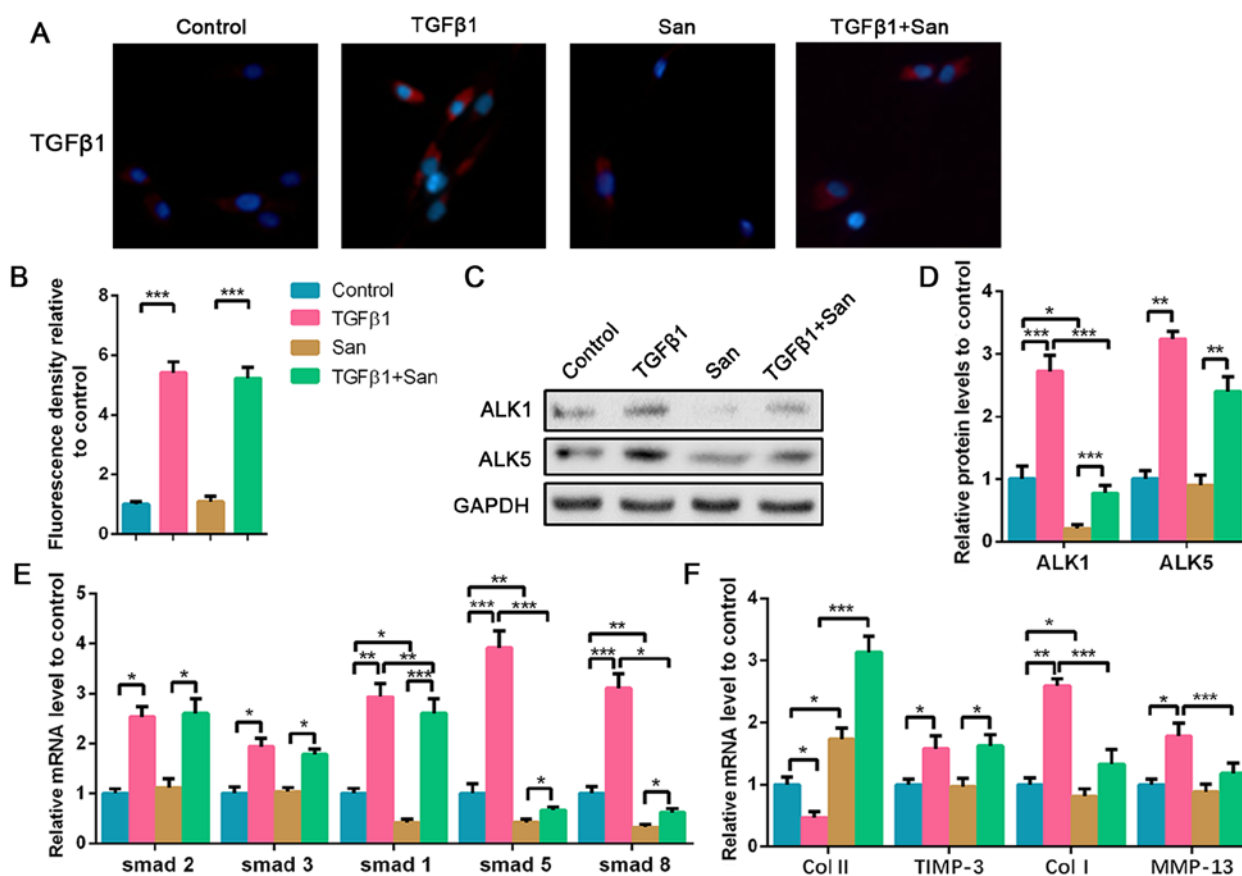 A
Control
TGFβ1
San
TGFβ1+San
TGFβ1
B
Fluorescence density relative
to control
8
6
4
2
0
***
***
Control
TGFβ1
San
TGFβ1+San
C
Control
TGFβ1
San
TGFβ1+San
ALK1
ALK5
GAPDH
D
Relative protein levels to control
4
3
2
1
0
*
***
***
***
**
**
ALK1
ALK5
E
Relative mRNA level to control
5
4
3
2
1
0
*
*
*
*
*
**
**
***
**
***
***
*
**
***
*
*
smad 2
smad 3
smad 1
smad 5
smad 8
F
Relative mRNA level to control
4
3
2
1
0
***
*
*
*
*
*
**
***
*
***
Col II
TIMP-3
Col I
MMP-13